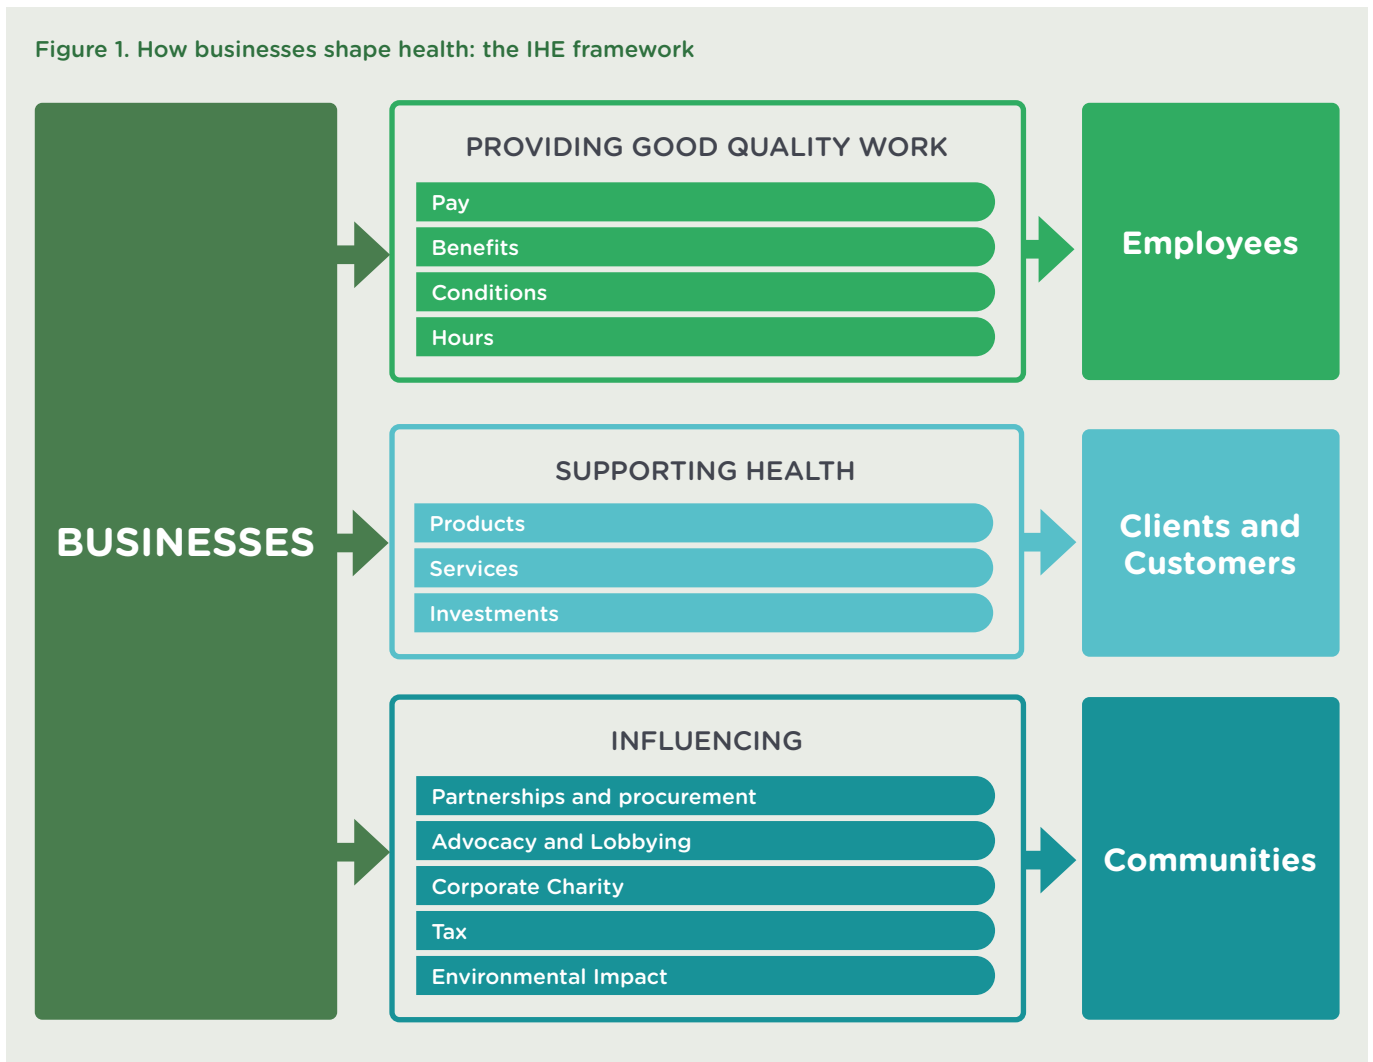 Figure 1. How businesses shape health: the IHE framework
BUSINESSES
PROVIDING GOOD QUALITY WORK
Pay
Benefits
Conditions
Hours
Employees
SUPPORTING HEALTH
Products
Services
Investments
Clients and
Customers
INFLUENCING
Partnerships and procurement
Advocacy and Lobbying
Corporate Charity
Tax
Environmental Impact
Communities